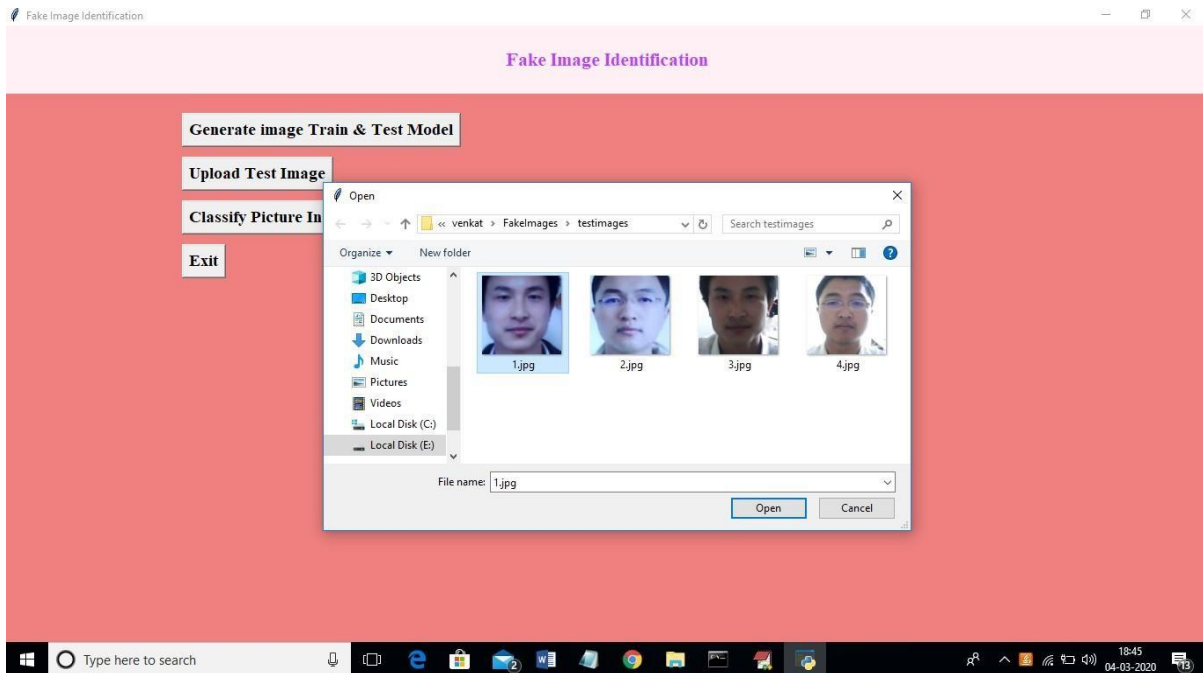 Fake Image Identification
Fake Image Identification
Generate image Train & Test Model
Upload Test Image
Classify Picture In
Exit
Open
« venkat › FakeImages › testimages
Search testimages
Organize
New folder
3D Objects
Desktop
Documents
Downloads
Music
Pictures
Videos
Local Disk (C:)
Local Disk (E:)
1.jpg
2.jpg
3.jpg
4.jpg
File name: 1.jpg
Open
Cancel
Type here to search
2
18:45
04-03-2020
13